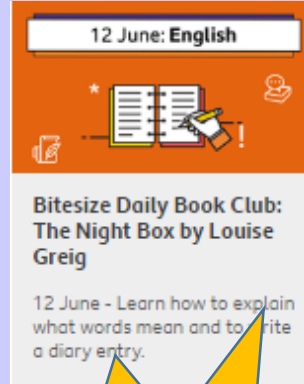 12 June: English
Bitesize Daily Book Club:
The Night Box by Louise
Greig
12 June - Learn how to explain
what words mean and to write
a diary entry.